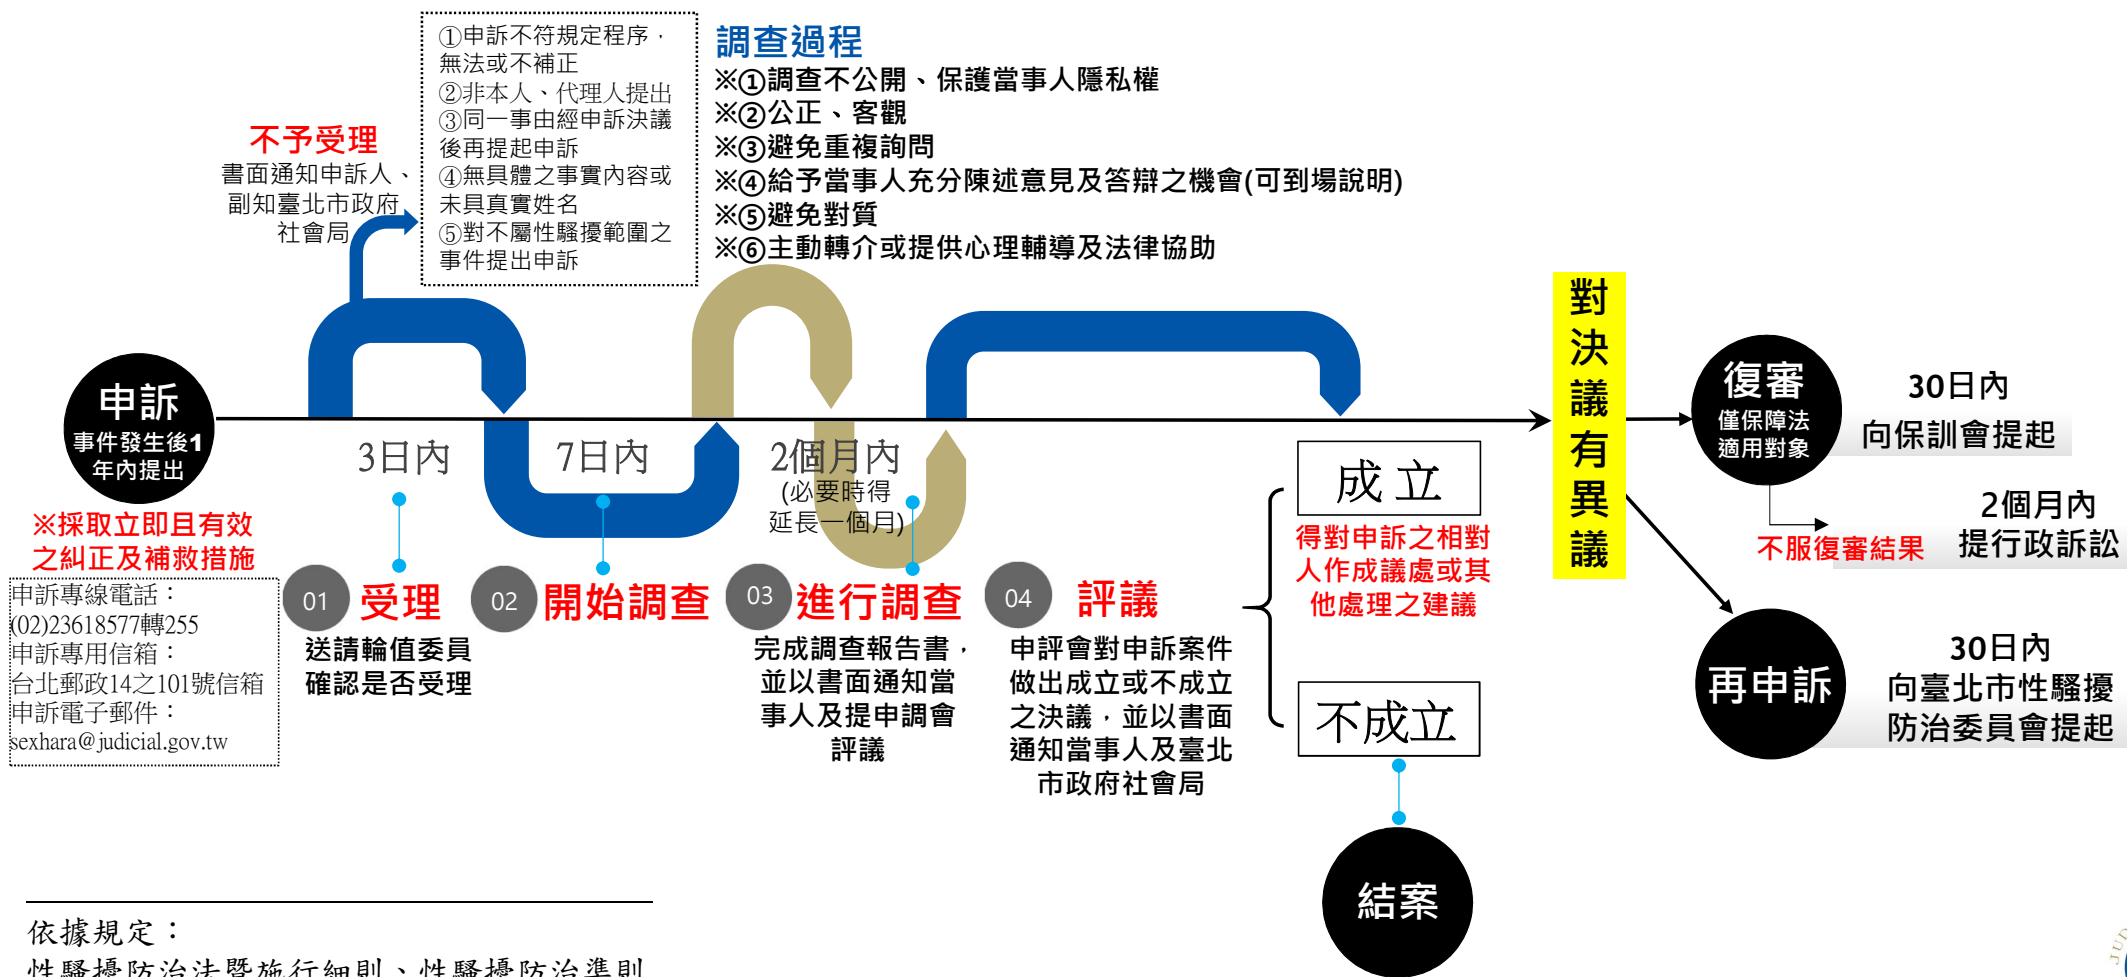 ①申訴不符規定程序，
無法或不補正
②非本人、代理人提出
③同一事由經申訴決議
後再提起申訴
④無具體之事實內容或
未具真實姓名
⑤對不屬性騷擾範圍之
事件提出申訴
調查過程
※①調查不公開、保護當事人隱私權
※②公正、客觀
※③避免重複詢問
※④給予當事人充分陳述意見及答辯之機會(可到場說明)
※⑤避免對質
※⑥主動轉介或提供心理輔導及法律協助
不予受理
書面通知申訴人、
副知臺北市政府
社會局
申訴
事件發生後1
年內提出
※採取立即且有效
之糾正及補救措施
申訴專線電話：
(02)23618577轉255
申訴專用信箱：
台北郵政14之101號信箱
申訴電子郵件：
sexhara@judicial.gov.tw
3日內
01 受理
送請輪值委員
確認是否受理
7日內
02 開始調查
2個月內
(必要時得
延長一個月)
03 進行調查
完成調查報告書，
並以書面通知當
事人及提申調會
評議
04 評議
申評會對申訴案件
做出成立或不成立
之決議，並以書面
通知當事人及臺北
市政府社會局
成立
得對申訴之相對
人作成議處或其
他處理之建議
不成立
結案
對決議有異議
復審
僅保障法
適用對象
30日內
向保訓會提起
不服復審結果
2個月內
提行政訴訟
再申訴
30日內
向臺北市性騷擾
防治委員會提起
依據規定：
性騷擾防治法暨施行細則、性騷擾防治準則
JUD